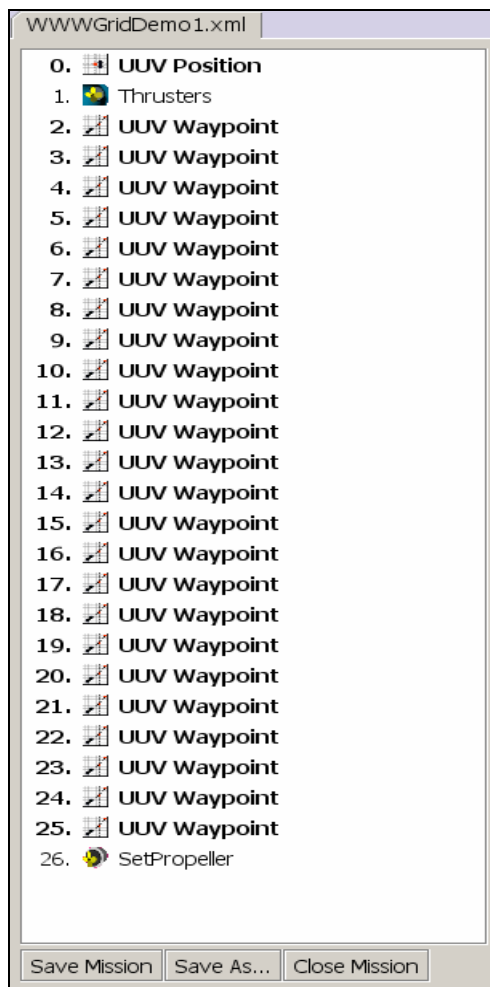 WWWGridDemo1.xml
0. UUV Position
1. Thrusters
2. UUV Waypoint
3. UUV Waypoint
4. UUV Waypoint
5. UUV Waypoint
6. UUV Waypoint
7. UUV Waypoint
8. UUV Waypoint
9. UUV Waypoint
10. UUV Waypoint
11. UUV Waypoint
12. UUV Waypoint
13. UUV Waypoint
14. UUV Waypoint
15. UUV Waypoint
16. UUV Waypoint
17. UUV Waypoint
18. UUV Waypoint
19. UUV Waypoint
20. UUV Waypoint
21. UUV Waypoint
22. UUV Waypoint
23. UUV Waypoint
24. UUV Waypoint
25. UUV Waypoint
26. SetPropeller
Save Mission Save As... Close Mission